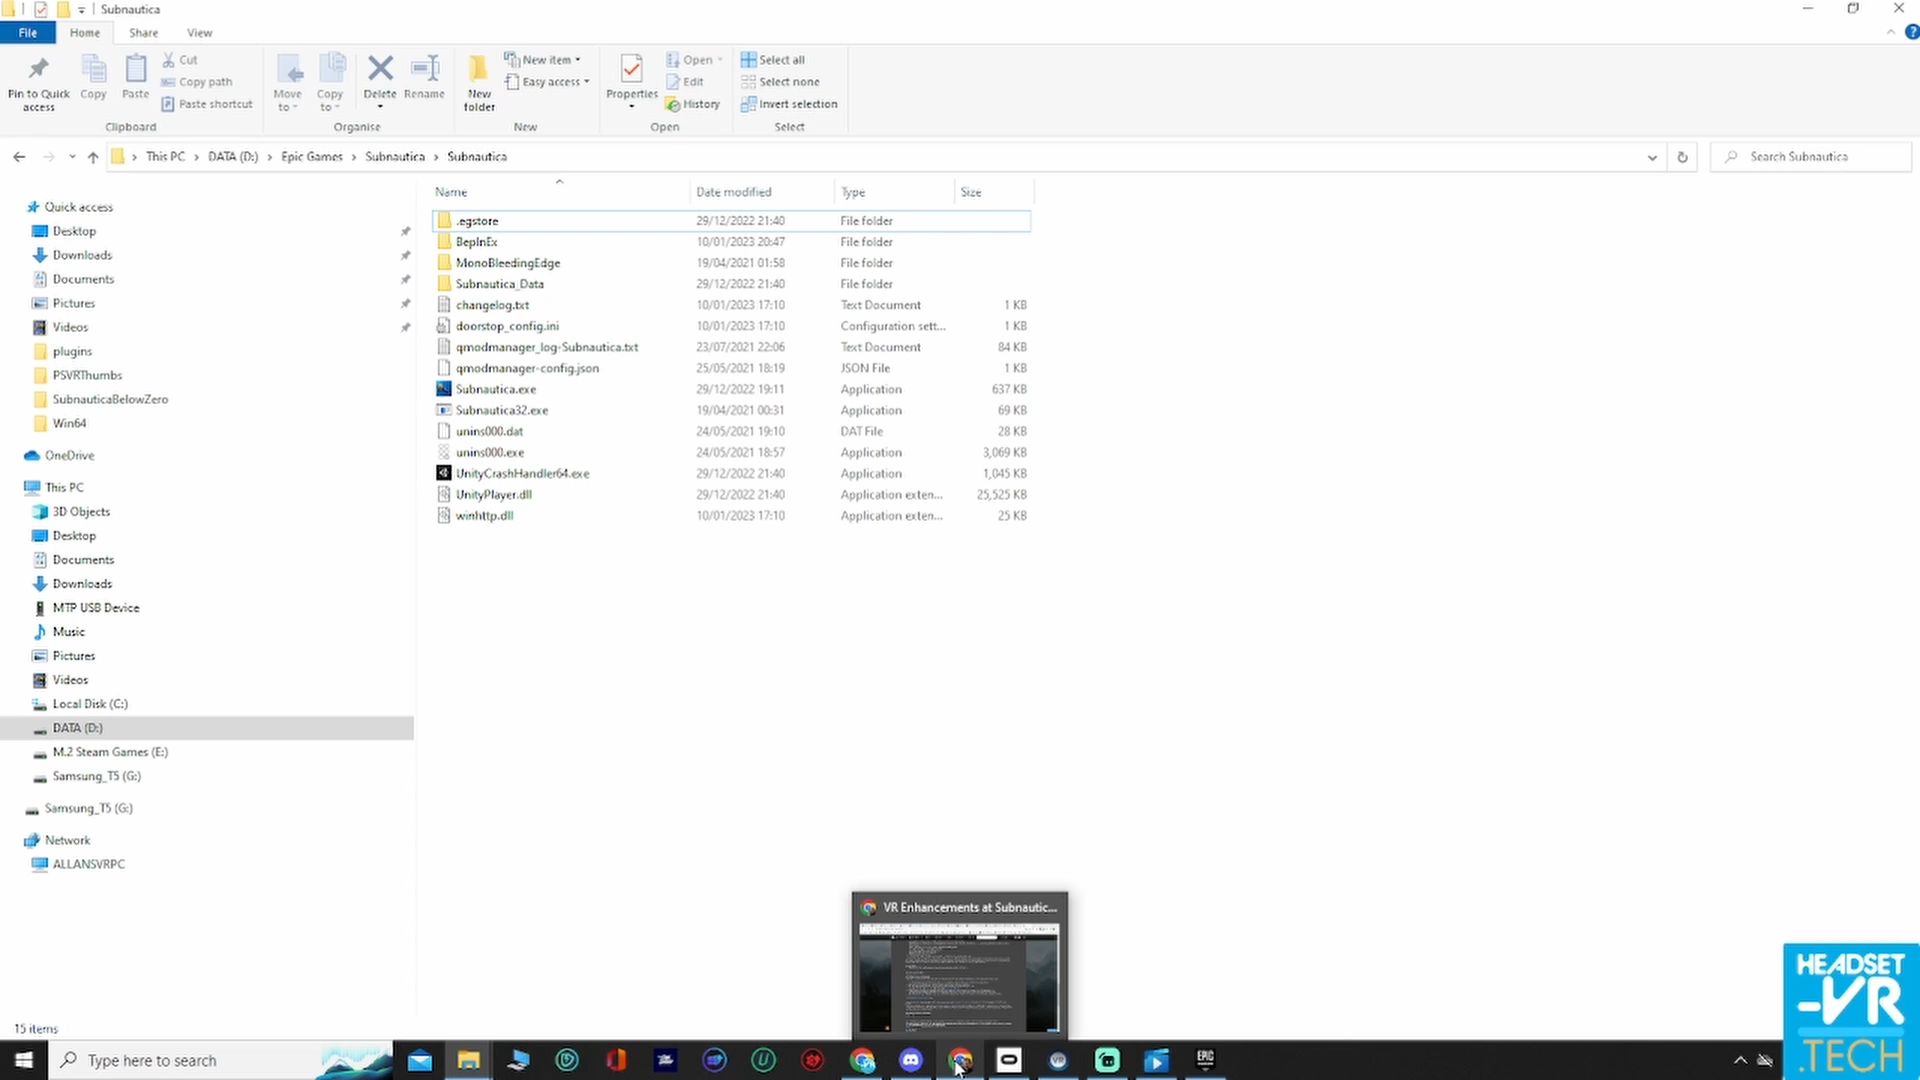 Subnautica
File Home Share View
Pin to Quick access
Copy
Paste
Cut
Copy path
Paste shortcut
Clipboard
Move to
Copy to
Delete
Rename
Organise
New folder
New item
Easy access
New
Properties
Open
Edit
History
Open
Select all
Select none
Invert selection
Select
This PC > DATA (D:) > Epic Games > Subnautica > Subnautica
Search Subnautica
Quick access
Desktop
Downloads
Documents
Pictures
Videos
plugins
PSVRThumbs
SubnauticaBelowZero
Win64
OneDrive
This PC
3D Objects
Desktop
Documents
Downloads
MTP USB Device
Music
Pictures
Videos
Local Disk (C:)
DATA (D:)
M.2 Steam Games (E:)
Samsung_T5 (G:)
Samsung_T5 (G:)
Network
ALLANSVRPC
Name Date modified Type Size
.egstore 29/12/2022 21:40 File folder
BepInEx 10/01/2023 20:47 File folder
MonoBleedingEdge 19/04/2021 01:58 File folder
Subnautica_Data 29/12/2022 21:40 File folder
changelog.txt 10/01/2023 17:10 Text Document 1 KB
doorstop_config.ini 10/01/2023 17:10 Configuration sett... 1 KB
qmodmanager_log-Subnautica.txt 23/07/2021 22:06 Text Document 84 KB
qmodmanager-config.json 25/05/2021 18:19 JSON File 1 KB
Subnautica.exe 29/12/2022 19:11 Application 637 KB
Subnautica32.exe 19/04/2021 00:31 Application 69 KB
unins000.dat 24/05/2021 19:10 DAT File 28 KB
unins000.exe 24/05/2021 18:57 Application 3,069 KB
UnityCrashHandler64.exe 29/12/2022 21:40 Application 1,045 KB
UnityPlayer.dll 29/12/2022 21:40 Application exten... 25,525 KB
winhttp.dll 10/01/2023 17:10 Application exten... 25 KB
VR Enhancements at Subnautic...
15 items
Type here to search
VR
EPIC
HEADSET
-VR
.TECH